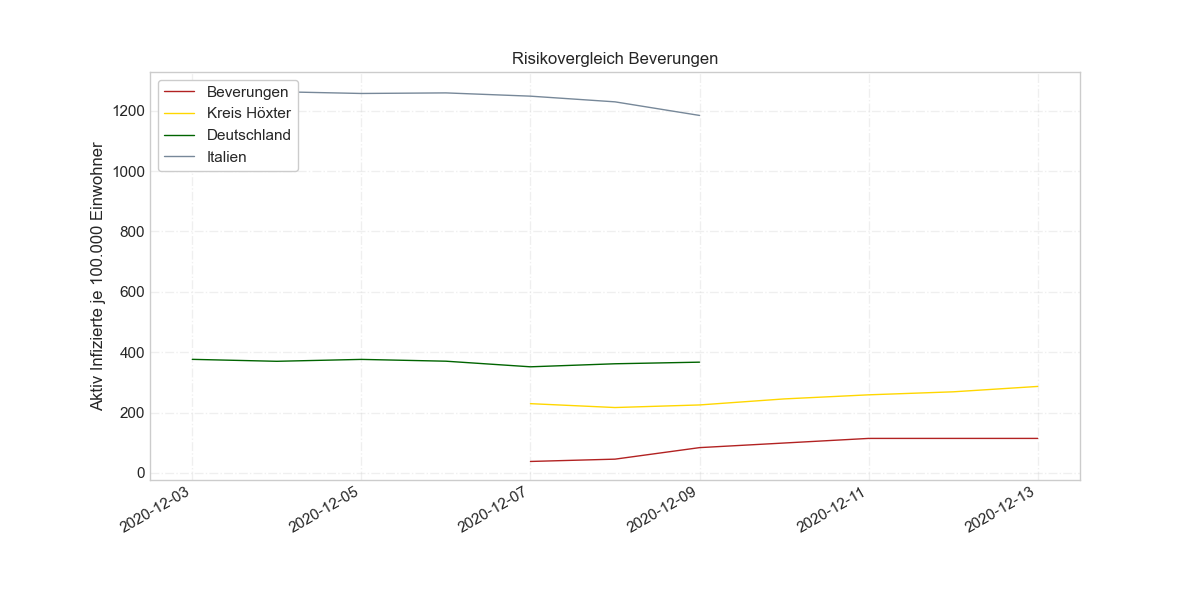 Risikovergleich Beverungen
Beverungen
Kreis Höxter
Deutschland
Italien
Aktiv Infizierte je 100.000 Einwohner
1200
1000
800
600
400
200
0
2020-12-03
2020-12-05
2020-12-07
2020-12-09
2020-12-11
2020-12-13